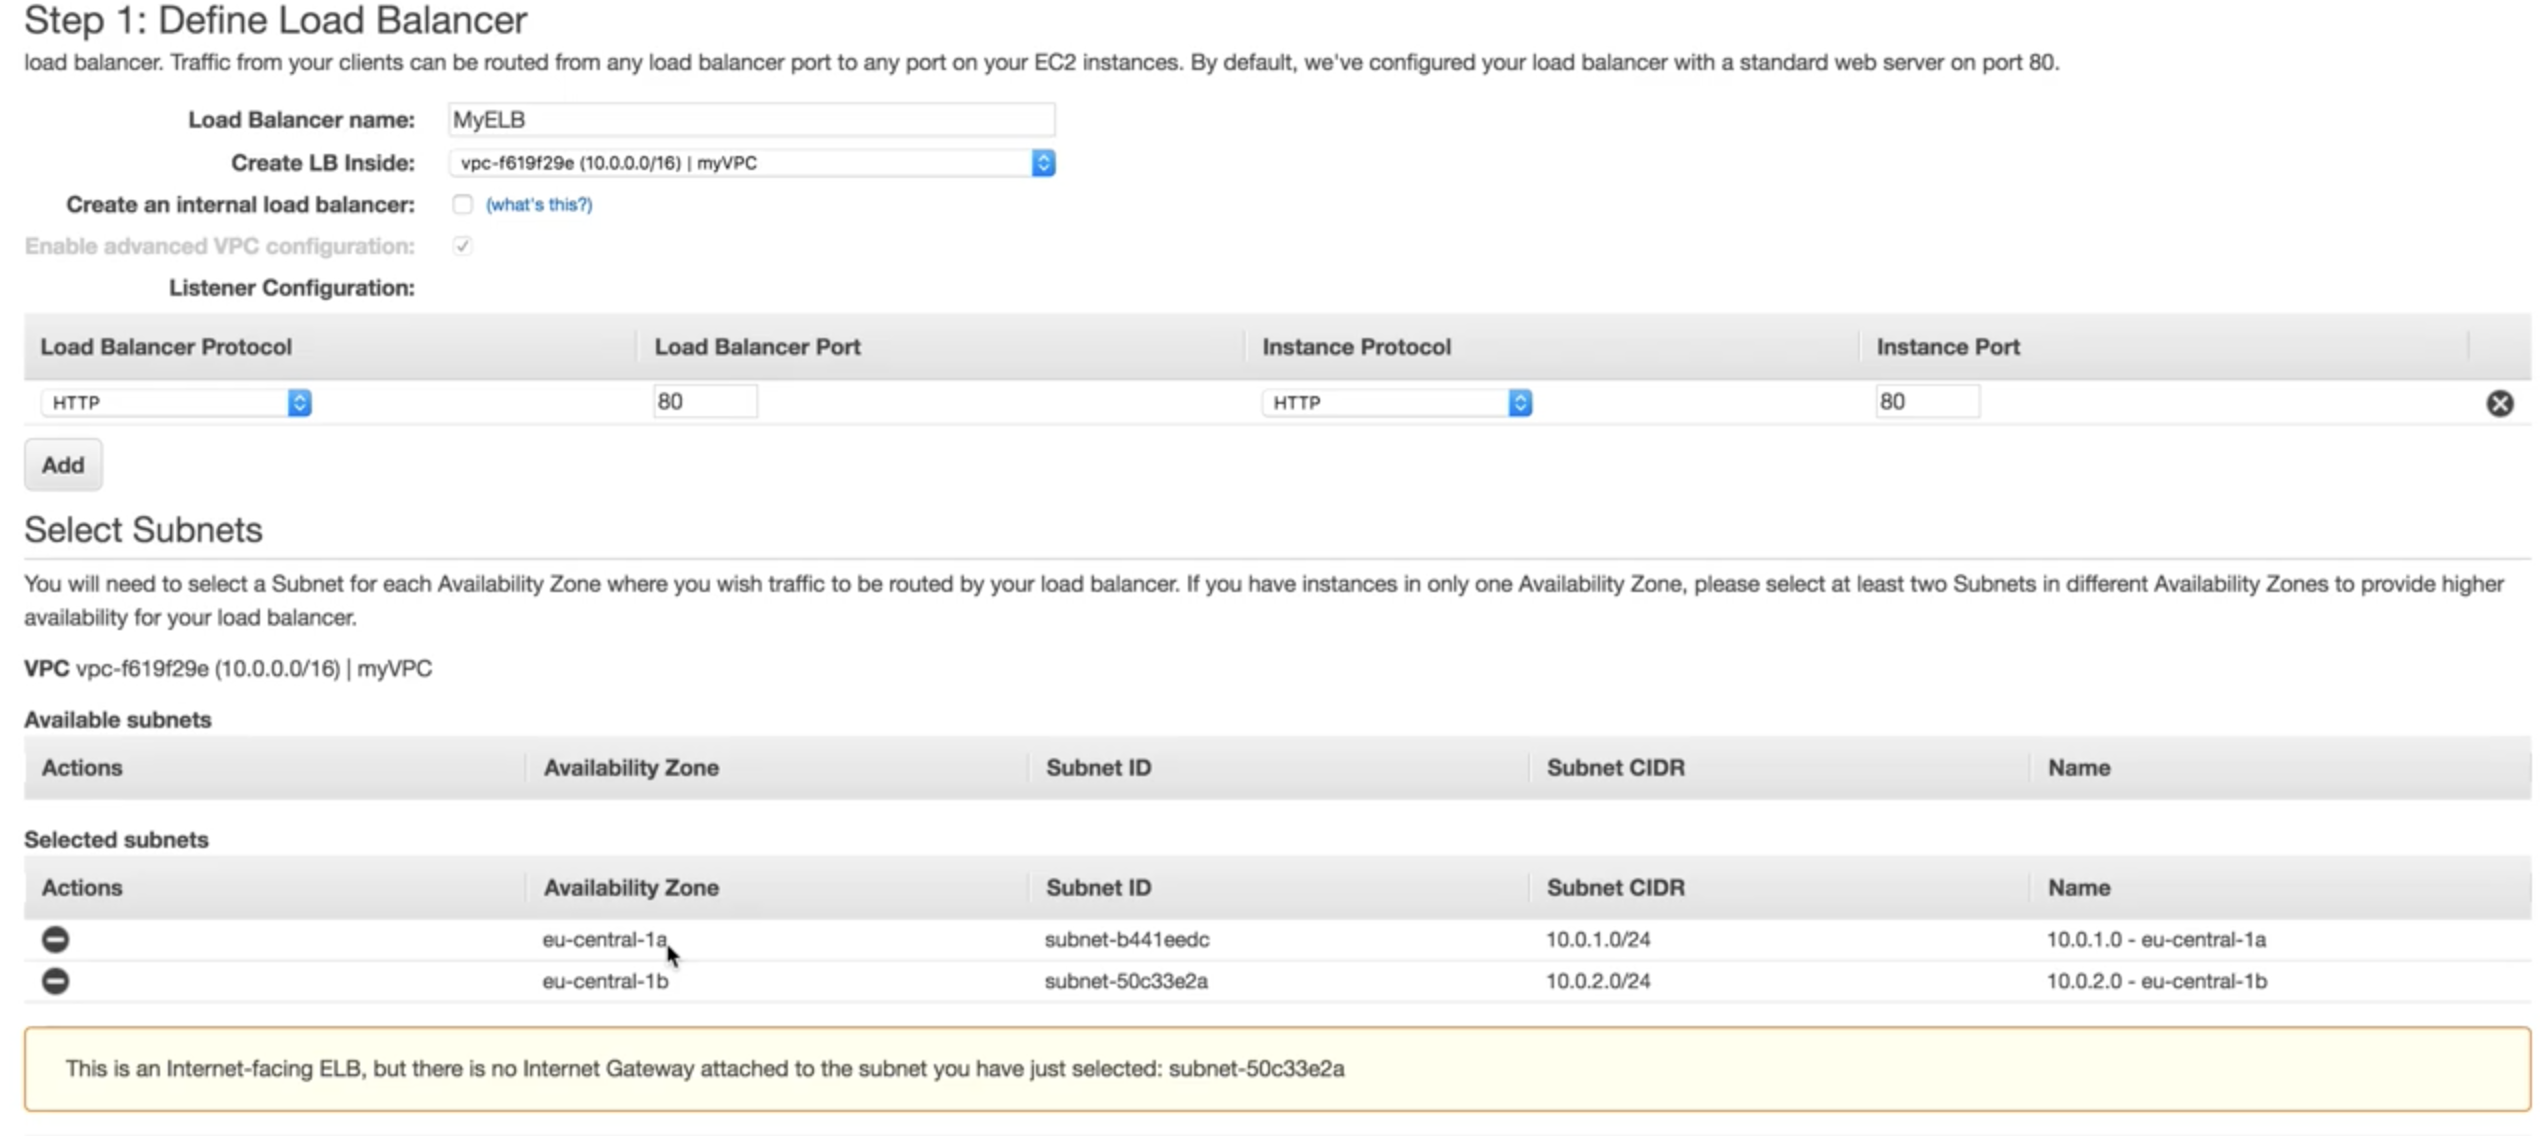 Step 1: Define Load Balancer
load balancer. Traffic from your clients can be routed from any load balancer port to any port on your EC2 instances. By default, we've configured your load balancer with a standard web server on port 80.
Load Balancer name: MyELB
Create LB Inside: vpc-f619f29e (10.0.0.0/16) | myVPC
Create an internal load balancer: (what's this?)
Enable advanced VPC configuration:
Listener Configuration:
Load Balancer Protocol Load Balancer Port Instance Protocol Instance Port
HTTP 80 HTTP 80
Add
Select Subnets
You will need to select a Subnet for each Availability Zone where you wish traffic to be routed by your load balancer. If you have instances in only one Availability Zone, please select at least two Subnets in different Availability Zones to provide higher
availability for your load balancer.
VPC vpc-f619f29e (10.0.0.0/16) | myVPC
Available subnets
Actions Availability Zone Subnet ID Subnet CIDR Name
Selected subnets
Actions Availability Zone Subnet ID Subnet CIDR Name
eu-central-1a subnet-b441eedc 10.0.1.0/24 10.0.1.0 - eu-central-1a
eu-central-1b subnet-50c33e2a 10.0.2.0/24 10.0.2.0 - eu-central-1b
This is an Internet-facing ELB, but there is no Internet Gateway attached to the subnet you have just selected: subnet-50c33e2a